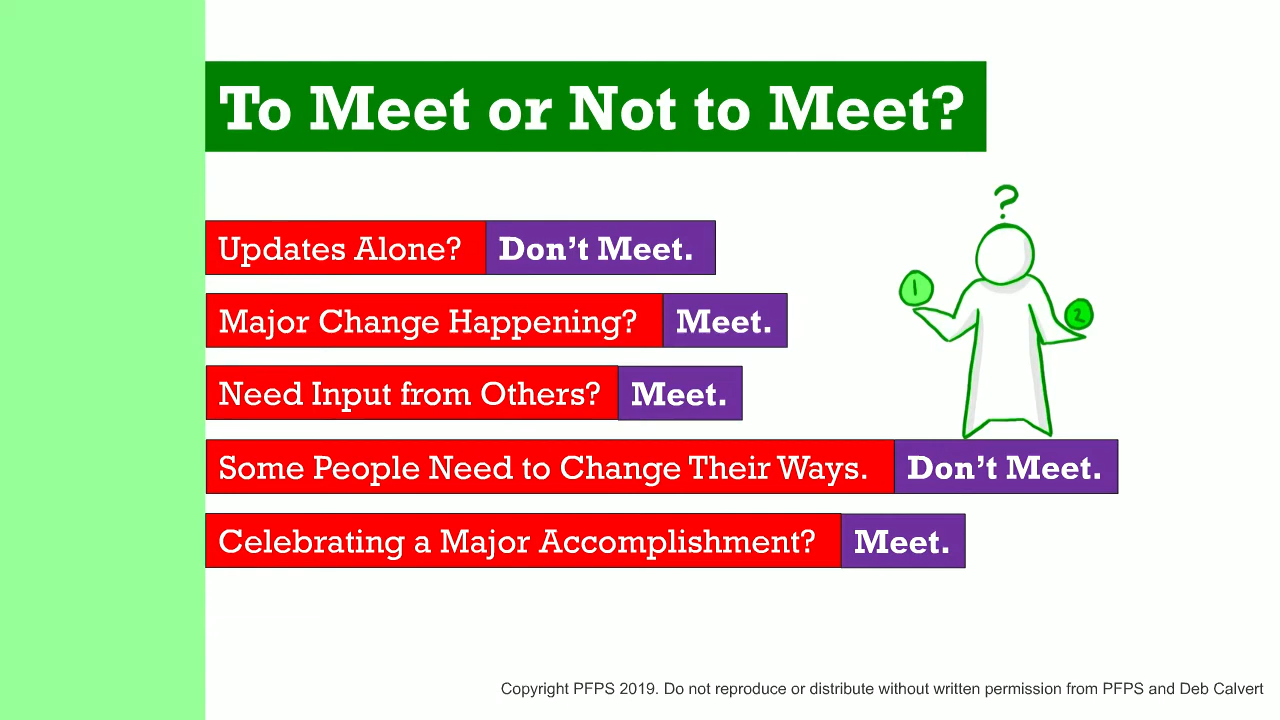 To Meet or Not to Meet?
?
Updates Alone? Don’t Meet.
1
2
Major Change Happening? Meet.
Need Input from Others? Meet.
Some People Need to Change Their Ways. Don’t Meet.
Celebrating a Major Accomplishment? Meet.
Copyright PFPS 2019. Do not reproduce or distribute without written permission from PFPS and Deb Calvert